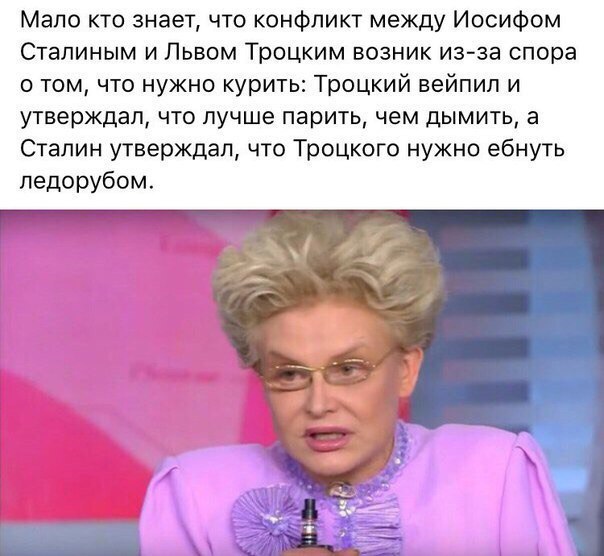 Мало кто знает, что конфликт между Иосифом
Сталиным и Львом Троцким возник из-за спора
о том, что нужно курить: Троцкий вейпил и
утверждал, что лучше парить, чем дымить, а
Сталин утверждал, что Троцкого нужно ебнуть
ледорубом.